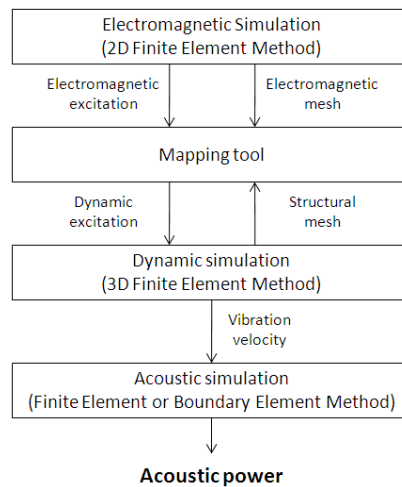 Electromagnetic Simulation
(2D Finite Element Method)
Electromagnetic
excitation
Electromagnetic
mesh
Mapping tool
Dynamic
excitation
Structural
mesh
Dynamic simulation
(3D Finite Element Method)
Vibration
velocity
Acoustic simulation
(Finite Element or Boundary Element Method)
Acoustic power